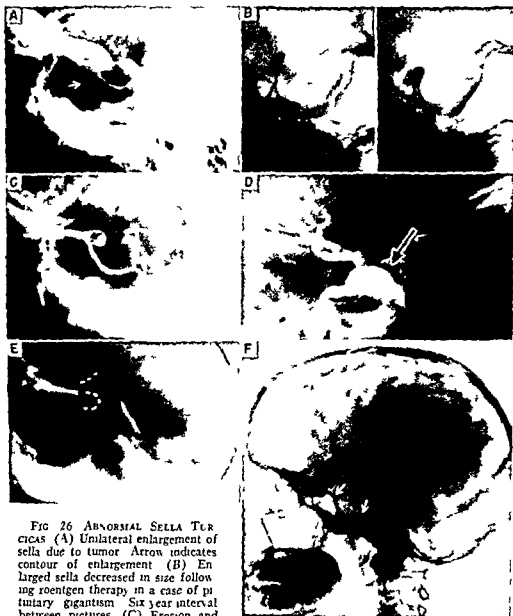 A
B
C
D
E
F
FIG 26 ABNORMAL SELLA TUR
CICAS (A) Unilateral enlargement of
sella due to tumor Arrow indicates
contour of enlargement (B) En
larged sella decreased in size follow
ing roentgen therapy in a case of pi
tuitary gigantism Six year interval
between pictures (C) Erosion and